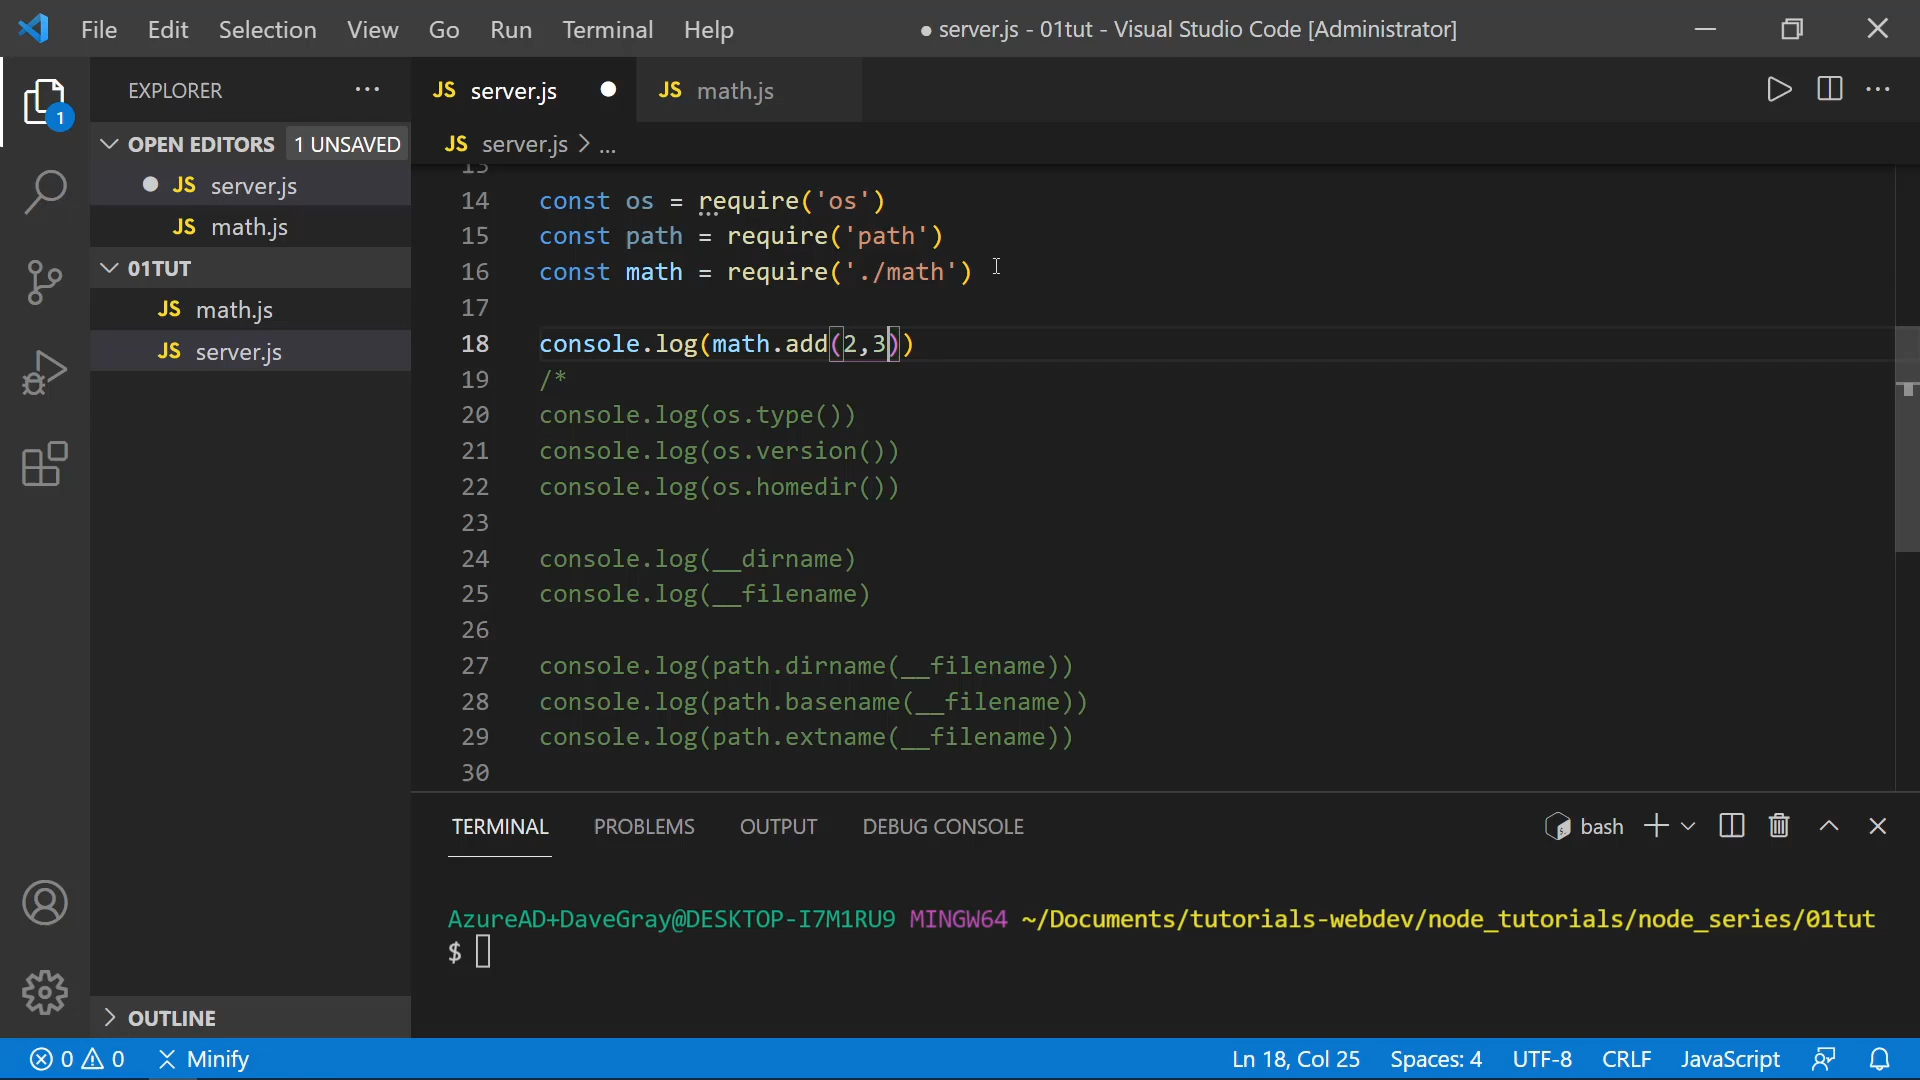 File Edit Selection View Go Run Terminal Help
● server.js - 01tut - Visual Studio Code [Administrator]
1
EXPLORER ···
OPEN EDITORS 1 UNSAVED
JS server.js
JS math.js
01TUT
JS math.js
JS server.js
OUTLINE
JS server.js
JS math.js
JS server.js > ...
13
14 const os = require('os')
15 const path = require('path')
16 const math = require('./math')
17
18 console.log(math.add(2,3))
19 /*
20 console.log(os.type())
21 console.log(os.version())
22 console.log(os.homedir())
23
24 console.log(__dirname)
25 console.log(__filename)
26
27 console.log(path.dirname(__filename))
28 console.log(path.basename(__filename))
29 console.log(path.extname(__filename))
30
TERMINAL PROBLEMS OUTPUT DEBUG CONSOLE
bash
AzureAD+DaveGray@DESKTOP-I7M1RU9 MINGW64 ~/Documents/tutorials-webdev/node_tutorials/node_series/01tut
$
0 0 Minify
Ln 18, Col 25 Spaces: 4 UTF-8 CRLF JavaScript